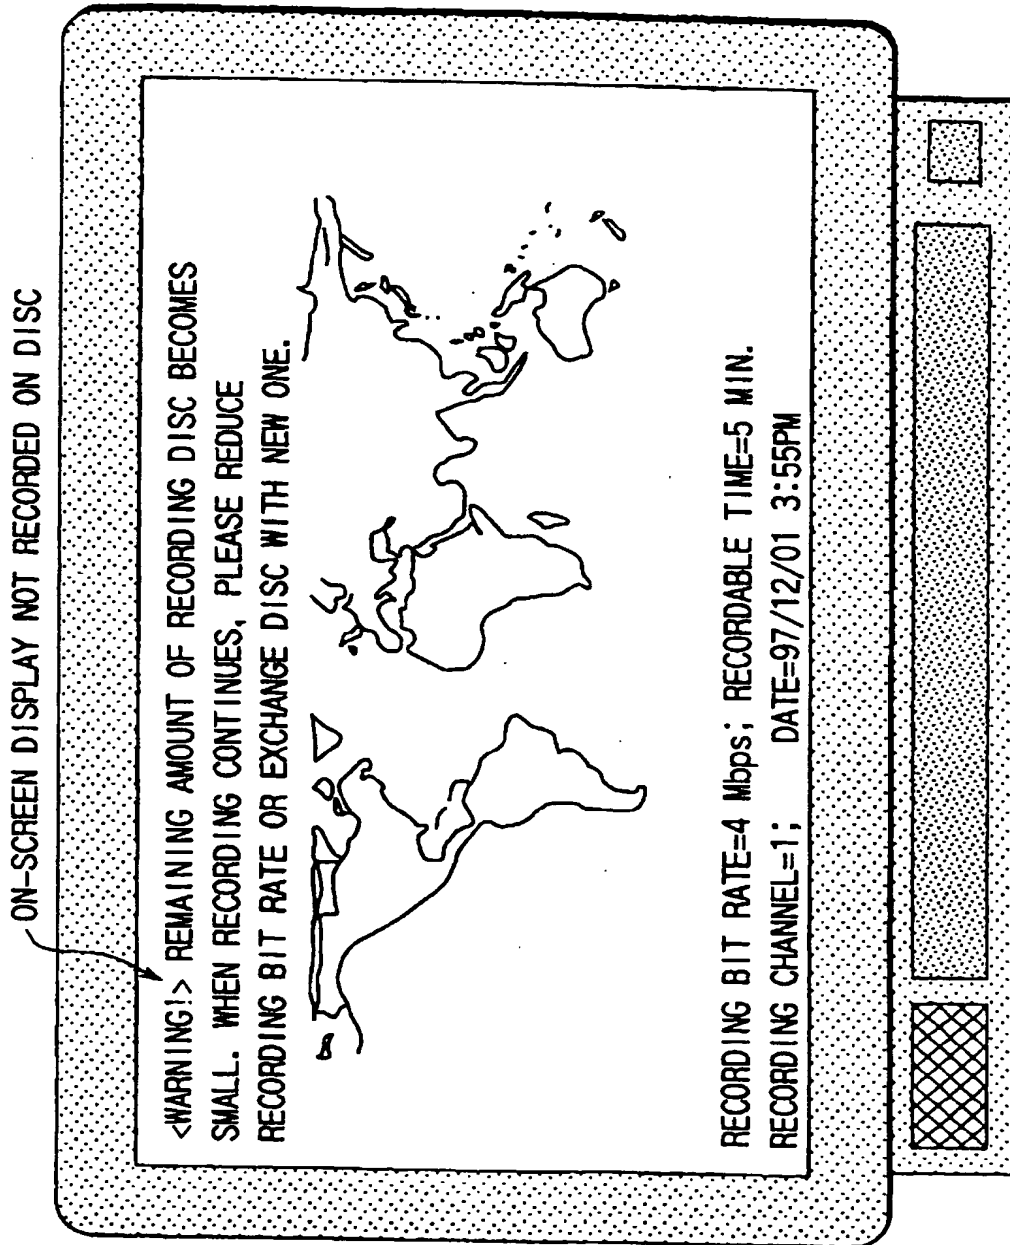 ON-SCREEN DISPLAY NOT RECORDED ON DISC
<WARNING!> REMAINING AMOUNT OF RECORDING DISC BECOMES
SMALL. WHEN RECORDING CONTINUES, PLEASE REDUCE
RECORDING BIT RATE OR EXCHANGE DISC WITH NEW ONE.
RECORDING BIT RATE=4 Mbps; RECORDABLE TIME=5 MIN.
RECORDING CHANNEL=1; DATE=97/12/01 3:55PM